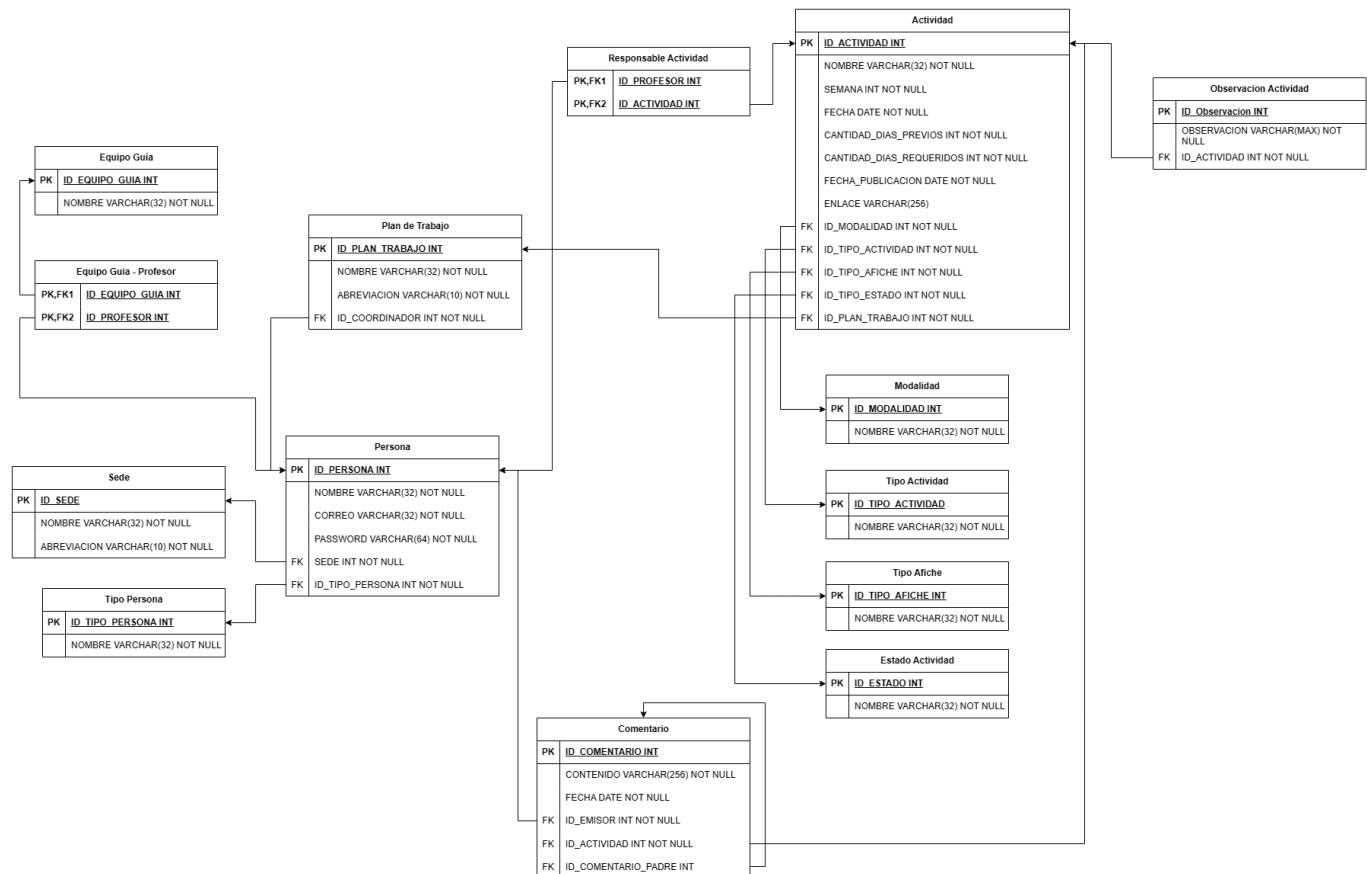 Actividad
PK ID_ACTIVIDAD INT
NOMBRE VARCHAR(32) NOT NULL
SEMANA INT NOT NULL
FECHA DATE NOT NULL
CANTIDAD_DIAS_PREVIOS INT NOT NULL
CANTIDAD_DIAS_REQUERIDOS INT NOT NULL
FECHA_PUBLICACION DATE NOT NULL
ENLACE VARCHAR(256)
FK ID_MODALIDAD INT NOT NULL
FK ID_TIPO_ACTIVIDAD INT NOT NULL
FK ID_TIPO_AFICHE INT NOT NULL
FK ID_TIPO_ESTADO INT NOT NULL
FK ID_PLAN_TRABAJO INT NOT NULL
Responsable Actividad
PK,FK1 ID_PROFESOR INT
PK,FK2 ID_ACTIVIDAD INT
Observacion Actividad
PK ID_Observacion INT
OBSERVACION VARCHAR(MAX) NOT
NULL
FK ID_ACTIVIDAD INT NOT NULL
Equipo Guía
PK ID_EQUIPO_GUIA INT
NOMBRE VARCHAR(32) NOT NULL
Plan de Trabajo
PK ID_PLAN_TRABAJO INT
NOMBRE VARCHAR(32) NOT NULL
ABREVIACION VARCHAR(10) NOT NULL
FK ID_COORDINADOR INT NOT NULL
Equipo Guia - Profesor
PK,FK1 ID_EQUIPO_GUIA INT
PK,FK2 ID_PROFESOR INT
Modalidad
PK ID_MODALIDAD INT
NOMBRE VARCHAR(32) NOT NULL
Persona
PK ID_PERSONA INT
NOMBRE VARCHAR(32) NOT NULL
CORREO VARCHAR(32) NOT NULL
PASSWORD VARCHAR(64) NOT NULL
FK SEDE INT NOT NULL
FK ID_TIPO_PERSONA INT NOT NULL
Sede
PK ID_SEDE
NOMBRE VARCHAR(32) NOT NULL
ABREVIACION VARCHAR(10) NOT NULL
Tipo Actividad
PK ID_TIPO_ACTIVIDAD
NOMBRE VARCHAR(32) NOT NULL
Tipo Persona
PK ID_TIPO_PERSONA INT
NOMBRE VARCHAR(32) NOT NULL
Tipo Afiche
PK ID_TIPO_AFICHE INT
NOMBRE VARCHAR(32) NOT NULL
Estado Actividad
PK ID_ESTADO INT
NOMBRE VARCHAR(32) NOT NULL
Comentario
PK ID_COMENTARIO INT
CONTENIDO VARCHAR(256) NOT NULL
FECHA DATE NOT NULL
FK ID_EMISOR INT NOT NULL
FK ID_ACTIVIDAD INT NOT NULL
FK ID_COMENTARIO_PADRE INT